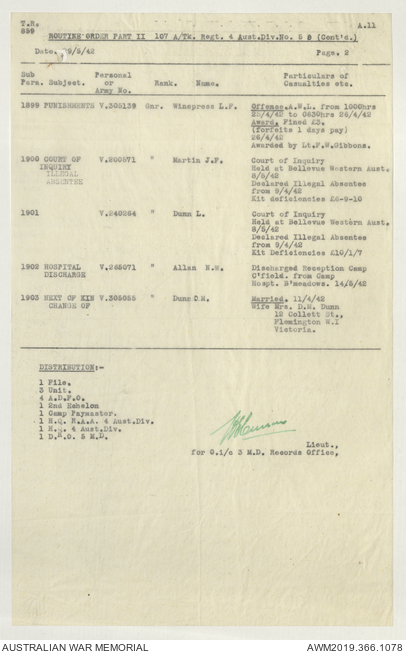 T.R. A.11
859
ROUTINE ORDER PART II 107 A/Tk. Regt. 4 Aust.Div.No. 5 (Cont'd.)
Date. 29/5/42 Page. 2
Sub Personal Particulars of
Para. Subject. or Rank. Name. Casualties etc.
Army No.
1899 PUNISHMENTS V.305138 Gnr. Winepress L.F. Offence.A.W.L. from 1000hrs
25/4/42 to 0630hrs 26/4/42
Award. Fined £3.
(forfeits 1 days pay)
26/4/42
Awarded by Lt.F.H.Gibbons.
1900 COURT OF V.200571 " Martin J.F. Court of Inquiry
INQUIRY Held at Bellevue Western Aust.
ILLEGAL 8/5/42
ABSENTEE Declared Illegal Absentee
from 9/4/42
Kit deficiencies £6-9-10
1901 V.240264 " Dunn L. Court of Inquiry
Held at Bellevue Western Aust.
8/5/42
Declared Illegal Absentee
from 9/4/42
Kit Deficiencies £10/1/7
1902 HOSPITAL V.265071 " Allan N.W. Discharged Reception Camp
DISCHARGE C'field. from Camp
Hospt. B'meadows. 14/5/42
1903 NEXT OF KIN V.305055 " Dunn C.M. Married. 11/4/42
CHANGE OF Wife Mrs. D.M. Dunn
12 Collett St.,
Flemington W.1
Victoria.
DISTRIBUTION:-
1 File.
3 Unit.
4 A.D.F.O.
1 2nd Echelon
1 Camp Paymaster.
1 H.Q. R.A.A. 4 Aust.Div.
1 H.Q. 4 Aust.Div.
1 D.R.O. 3 M.D.
Lieut.,
for O.i/c 3 M.D. Records Office,
AUSTRALIAN WAR MEMORIAL AWM2019.366.1078